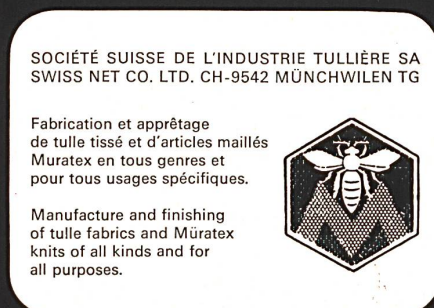 SOCIÉTÉ SUISSE DE L'INDUSTRIE TULLIÈRE SA
SWISS NET CO. LTD. CH-9542 MÜNCHWILEN TG
Fabrication et apprêtage
de tulle tissé et d'articles maillés
Muratex en tous genres et
pour tous usages spécifiques.
Manufacture and finishing
of tulle fabrics and Müratex
knits of all kinds and for
all purposes.